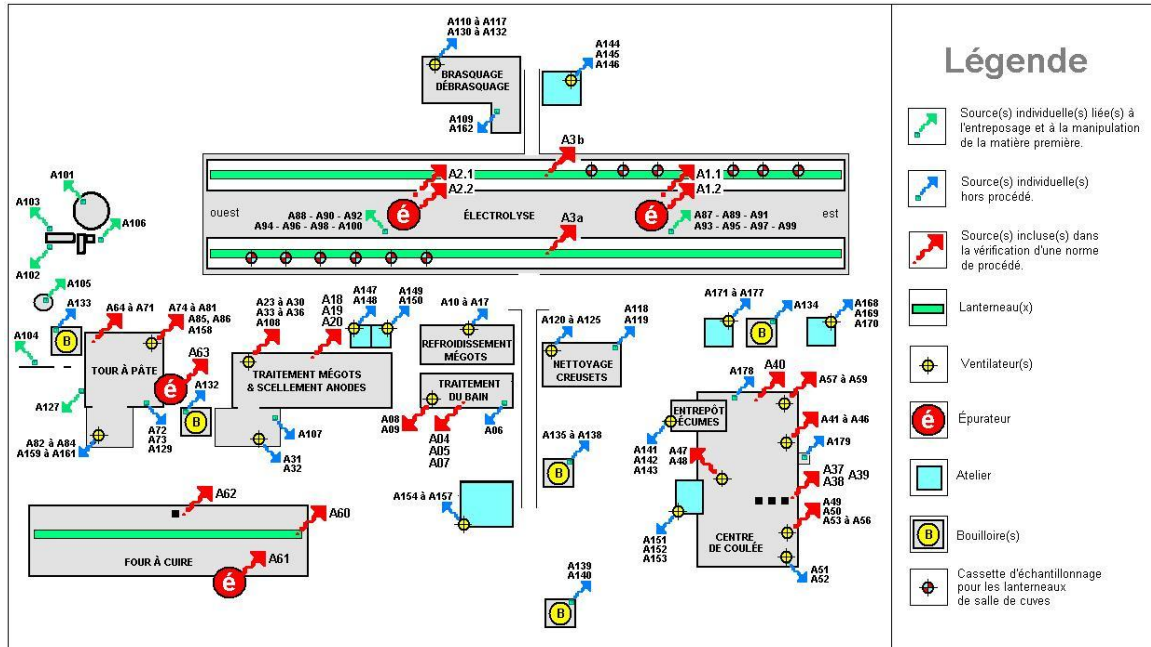 A110 à A117
A130 à A132
A144
A145
A146
BRASQUAGE
DÉBRASQUAGE
A109
A162
A3b
A2.1
A2.2
A1.1
A1.2
é
é
ouest
ÉLECTROLYSE
est
A88 - A90 - A92
A94 - A96 - A98 - A100
A87 - A89 - A91
A93 - A95 - A97 - A99
A3a
A101
A103
A106
A102
A105
A133
B
A104
A64 à A71
A74 à A81
A85, A86
A158
A63
é
TOUR À PÂTE
A127
A132
B
A82 à A84
A159 à A161
A72
A73
A129
A23 à A30
A33 à A36
A108
A18
A19
A20
A147
A148
A149
A150
TRAITEMENT MÉGOTS
& SCELLEMENT ANODES
A107
A31
A32
A10 à A17
REFROIDISSEMENT
MÉGOTS
TRAITEMENT
DU BAIN
A08
A09
A04
A05
A07
A06
A120 à A125
A118
A119
NETTOYAGE
CREUSETS
A171 à A177
A134
B
A168
A169
A170
A178
A40
A57 à A59
ENTREPÔT
ÉCUMES
A41 à A46
A179
A141
A142
A143
A47
A48
A37
A38
A39
A49
A50
A53 à A56
A151
A152
A153
CENTRE
DE COULÉE
A51
A52
A135 à A138
B
A154 à A157
A139
A140
B
A62
A60
FOUR À CUIRE
é
A61
Légende
Source(s) individuelle(s) liée(s) à
l'entreposage et à la manipulation
de la matière première.
Source(s) individuelle(s)
hors procédé.
Source(s) incluse(s) dans
la vérification d'une norme
de procédé.
Lanterneau(x)
Ventilateur(s)
é
Épurateur
Atelier
B
Bouilloire(s)
Cassette d'échantillonnage
pour les lanterneaux
de salle de cuves